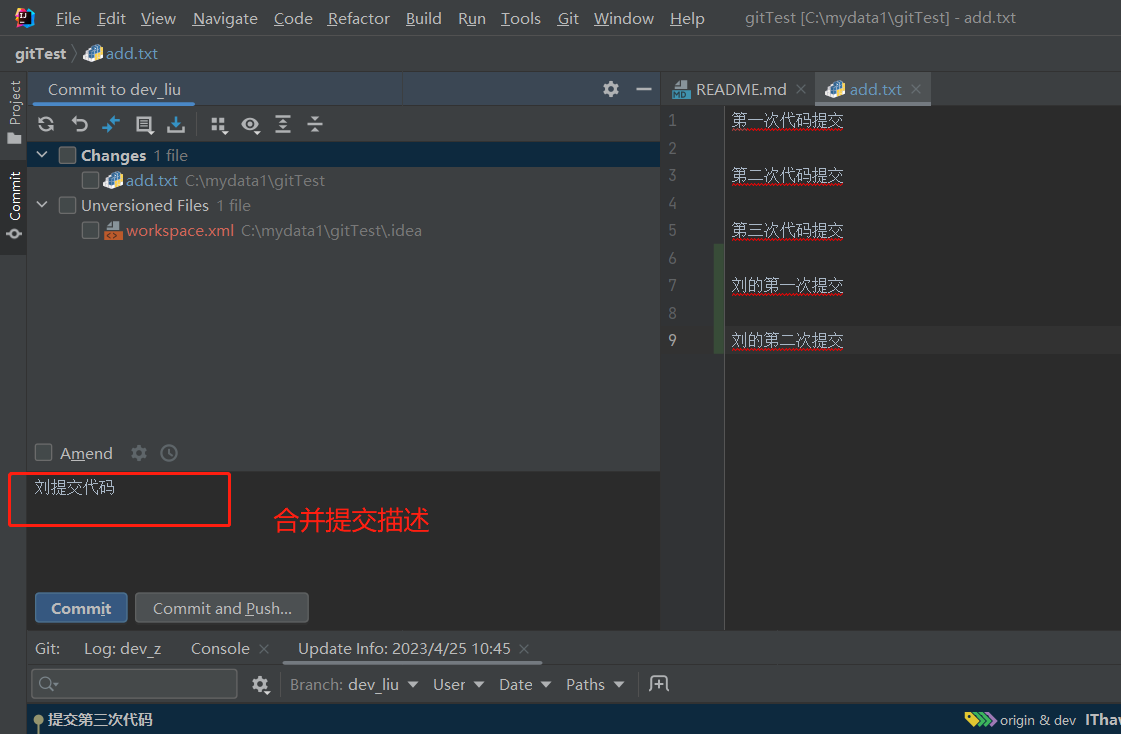 File Edit View Navigate Code Refactor Build Run Tools Git Window Help gitTest [C:\mydata1\gitTest] - add.txt
gitTest add.txt
Project
Commit
Commit to dev_liu
Changes 1 file
add.txt C:\mydata1\gitTest
Unversioned Files 1 file
workspace.xml C:\mydata1\gitTest\.idea
Amend
刘提交代码
合并提交描述
Commit Commit and Push...
README.md add.txt
1 第一次代码提交
2
3 第二次代码提交
4
5 第三次代码提交
6
7 刘的第一次提交
8
9 刘的第二次提交
Git: Log: dev_z Console Update Info: 2023/4/25 10:45
Branch: dev_liu User Date Paths
提交第三次代码 origin & dev